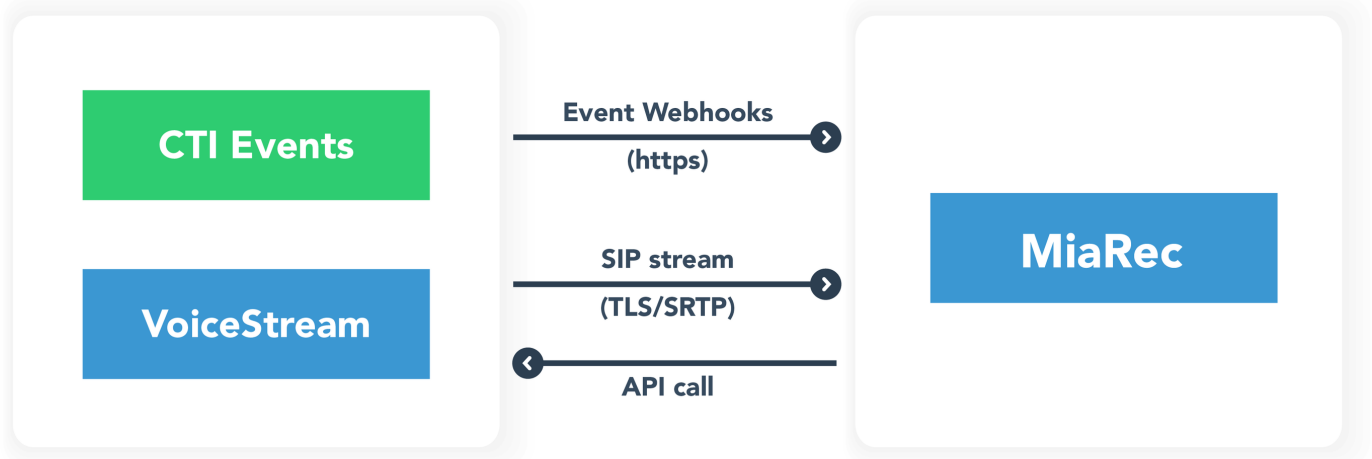 CTI Events
VoiceStream
Event Webhooks
(https)
SIP stream
(TLS/SRTP)
API call
MiaRec